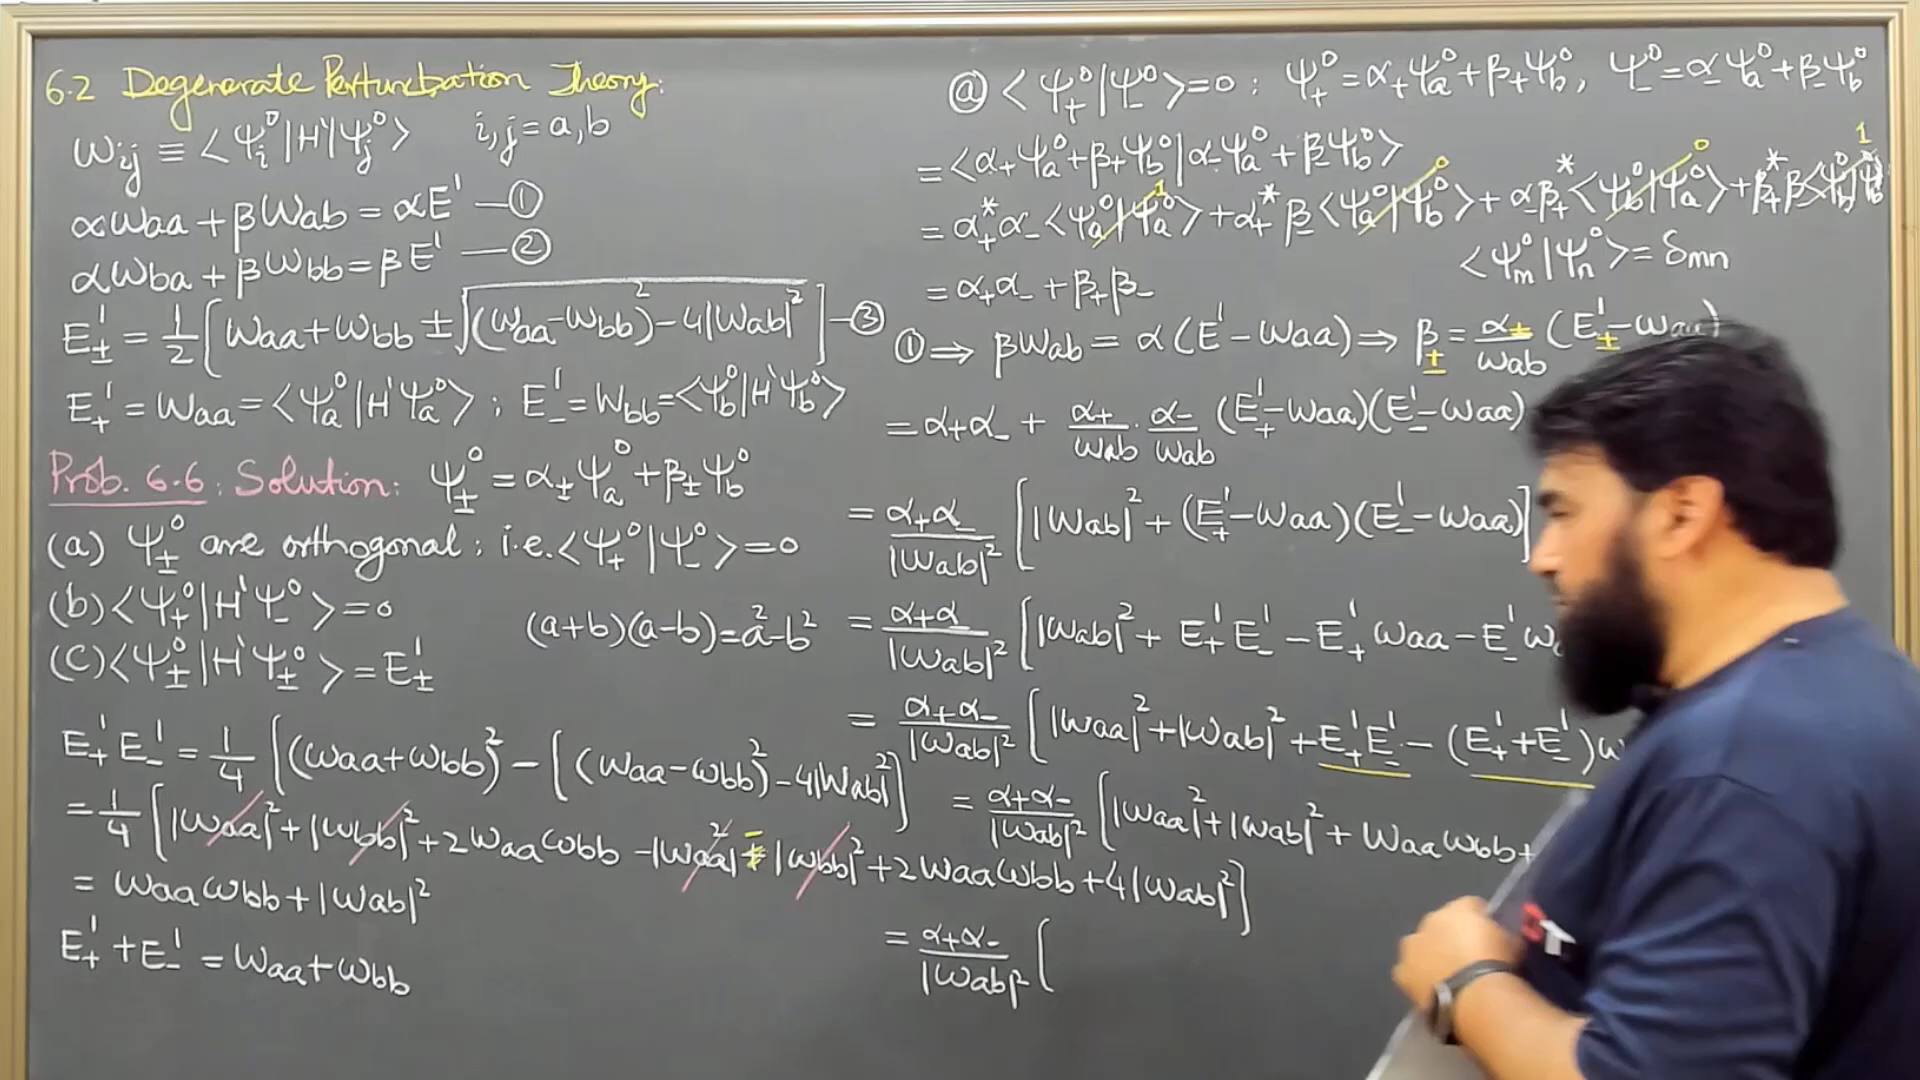 6.2 Degenerate Perturbation Theory:
Wij ≡ <Ψi⁰|H'|Ψj⁰>   i,j = a,b
αWaa + βWab = αE' —①
αWba + βWbb = βE' —②
E±' = 1/2 [Waa + Wbb ± √((Waa-Wbb)² - 4|Wab|²] —③
E+' = Waa = <Ψa⁰|H'Ψa⁰> ; E-' = Wbb = <Ψb⁰|H'Ψb⁰>
Prob. 6.6: Solution: Ψ±⁰ = α±Ψa⁰ + β±Ψb⁰
(a) Ψ±⁰ are orthogonal: i.e. <Ψ+⁰|Ψ-⁰> = 0
(b) <Ψ+⁰|H'Ψ-⁰> = 0   (a+b)(a-b) = a²-b²
(C) <Ψ±⁰|H'Ψ±⁰> = E±'
E+'E-' = 1/4 [(Waa+Wbb)² - [(Waa-Wbb)² - 4|Wab|²]
= 1/4 [|Waa|² + |Wbb|² + 2WaaWbb - |Waa|² - |Wbb|² + 2WaaWbb + 4|Wab|²]
= WaaWbb + |Wab|²
E+' + E-' = Waa + Wbb
@ <Ψ+⁰|Ψ-⁰> = 0 : Ψ+⁰ = α+Ψa⁰ + β+Ψb⁰, Ψ-⁰ = α-Ψa⁰ + β-Ψb⁰
= <α+Ψa⁰ + β+Ψb⁰|α-Ψa⁰ + β-Ψb⁰>
= α+*α- <Ψa⁰|Ψa⁰> 1 + α+*β- <Ψa⁰|Ψb⁰> 0 + α-β+* <Ψb⁰|Ψa⁰> 0 + β+*β- <Ψb⁰|Ψb⁰> 1
<Ψm⁰|Ψn⁰> = δmn
= α+α- + β+β-
① ⇒ βWab = α(E' - Waa) ⇒ β± = α±/Wab (E±' - Waa)
= α+α- + α+/Wab · α-/Wab (E+' - Waa)(E-' - Waa)
= α+α-/|Wab|² [|Wab|² + (E+' - Waa)(E-' - Waa)]
= α+α-/|Wab|² [|Wab|² + E+'E-' - E+'Waa - E-'
= α+α-/|Wab|² [|Waa|² + |Wab|² + E+'E-' - (E+' + E-')
= α+α-/|Wab|² [|Waa|² + |Wab|² + WaaWbb +
= α+α-/|Wab|² [